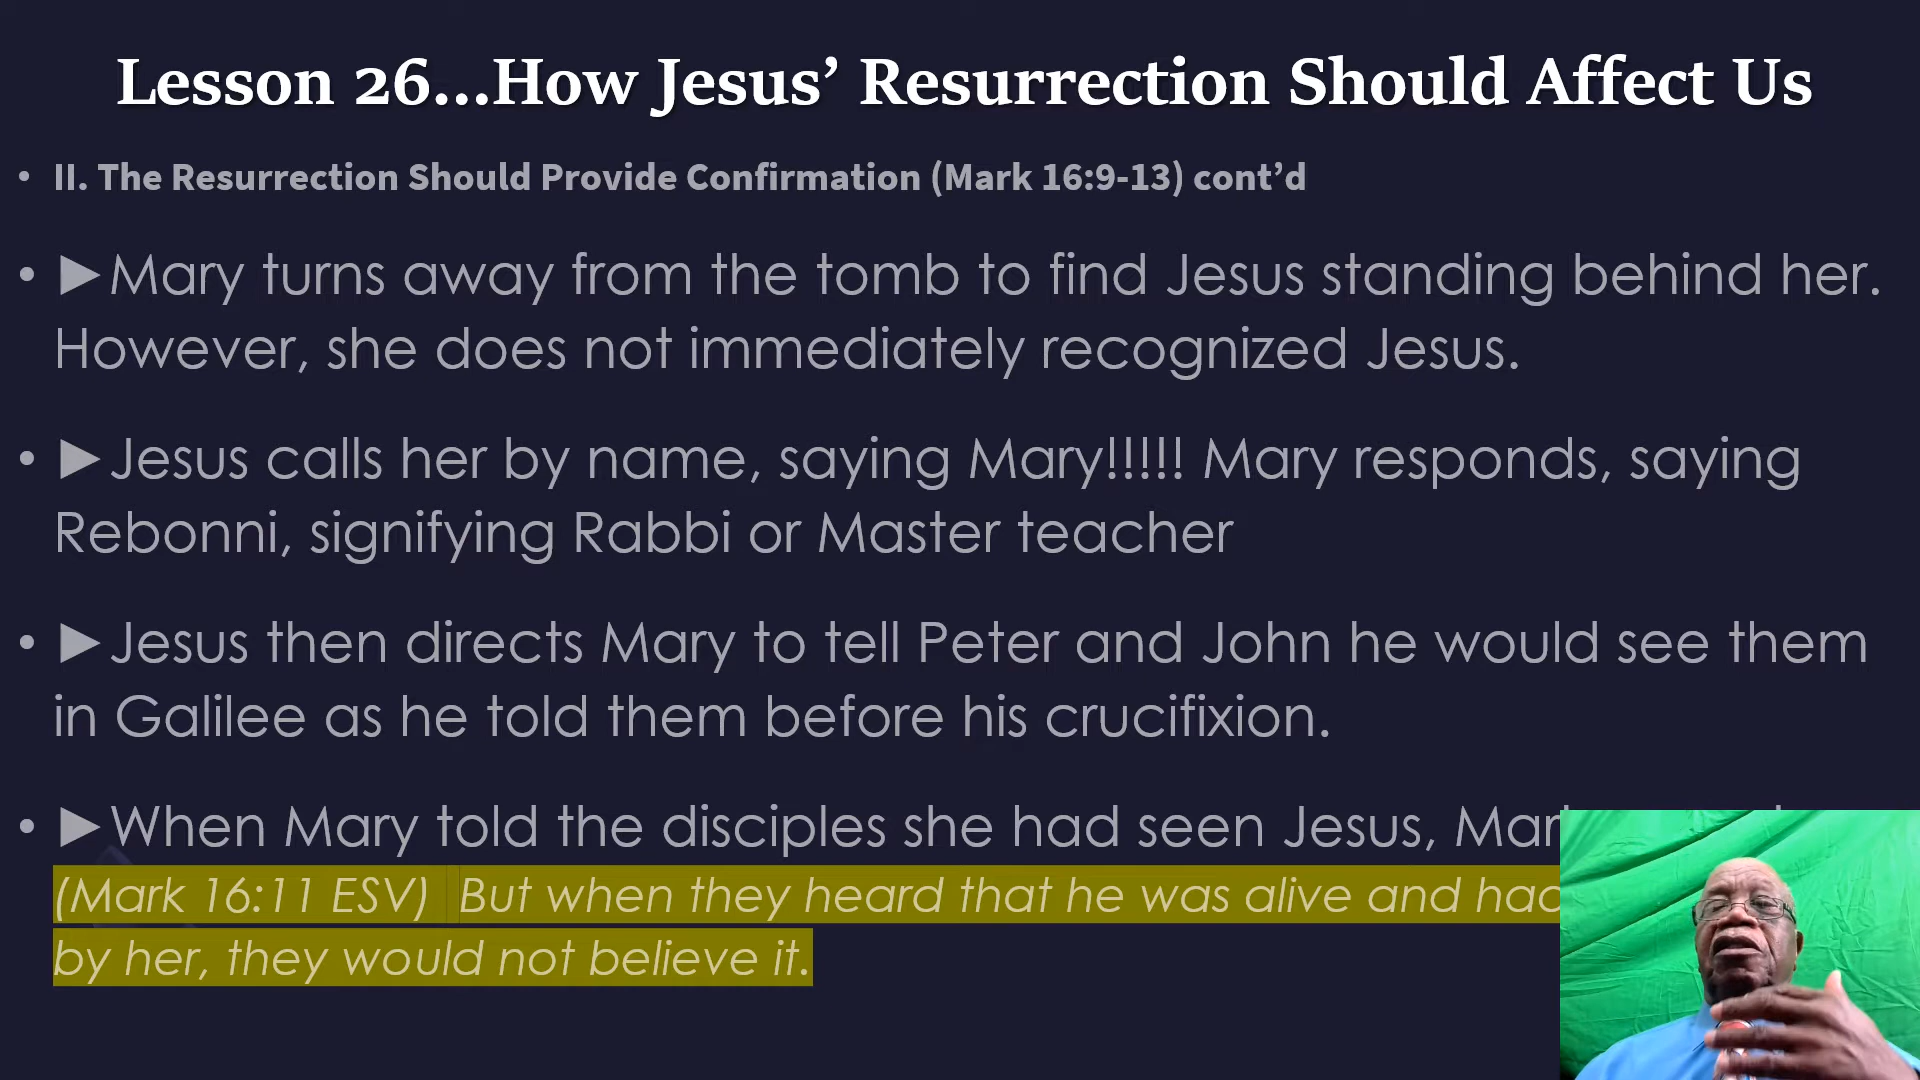 Lesson 26...How Jesus’ Resurrection Should Affect Us
• II. The Resurrection Should Provide Confirmation (Mark 16:9-13) cont’d
• ►Mary turns away from the tomb to find Jesus standing behind her.
However, she does not immediately recognized Jesus.
• ►Jesus calls her by name, saying Mary!!!!! Mary responds, saying
Rebonni, signifying Rabbi or Master teacher
• ►Jesus then directs Mary to tell Peter and John he would see them
in Galilee as he told them before his crucifixion.
• ►When Mary told the disciples she had seen Jesus,
(Mark 16:11 ESV) But when they heard that he was alive and had
by her, they would not believe it.